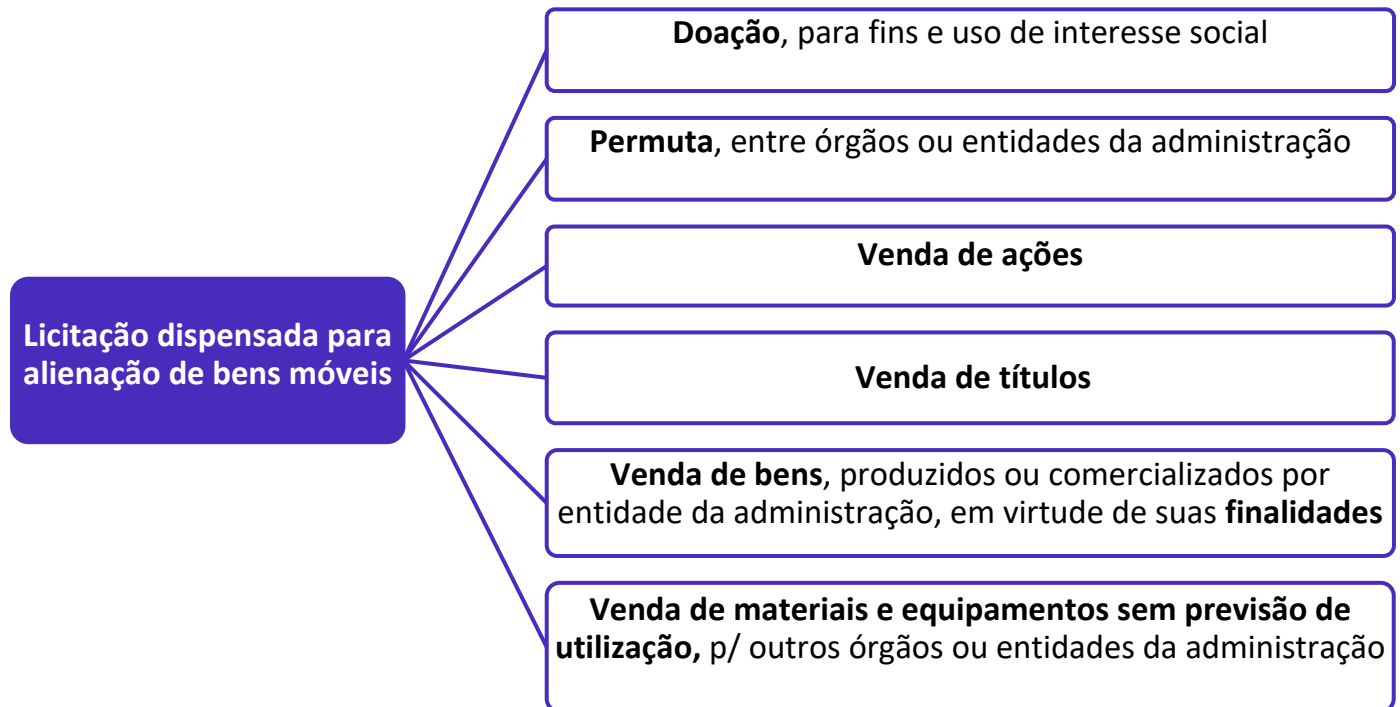 Licitação dispensada para
alienação de bens móveis
Doação, para fins e uso de interesse social
Permuta, entre órgãos ou entidades da administração
Venda de ações
Venda de títulos
Venda de bens, produzidos ou comercializados por
entidade da administração, em virtude de suas finalidades
Venda de materiais e equipamentos sem previsão de
utilização, p/ outros órgãos ou entidades da administração